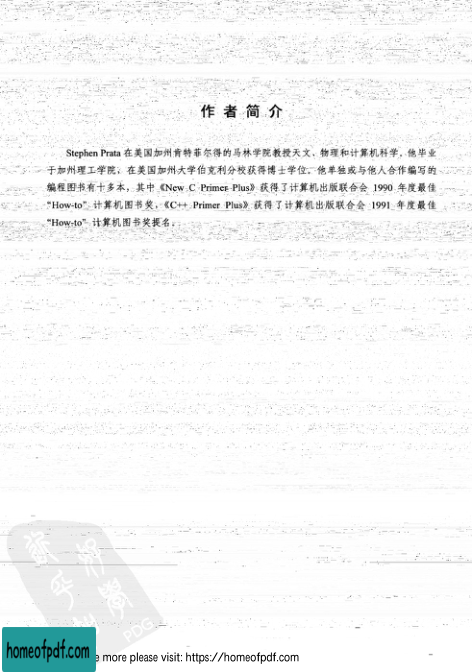 作者简介
Stephen Prata 在美国加州肯特菲尔得的马林学院教授天文、物理和计算机科学。他毕业
于加州理工学院，在美国加州大学伯克利分校获得博士学位。他单独或与他人合作编写的
编程图书有十多本，其中《New C Primer Plus》获得了计算机出版联合会 1990 年度最佳
“How-to” 计算机图书奖，《C++ Primer Plus》获得了计算机出版联合会 1991 年度最佳
“How-to” 计算机图书奖提名。
PDG
homeofpdf.com
e more please visit: https://homeofpdf.com